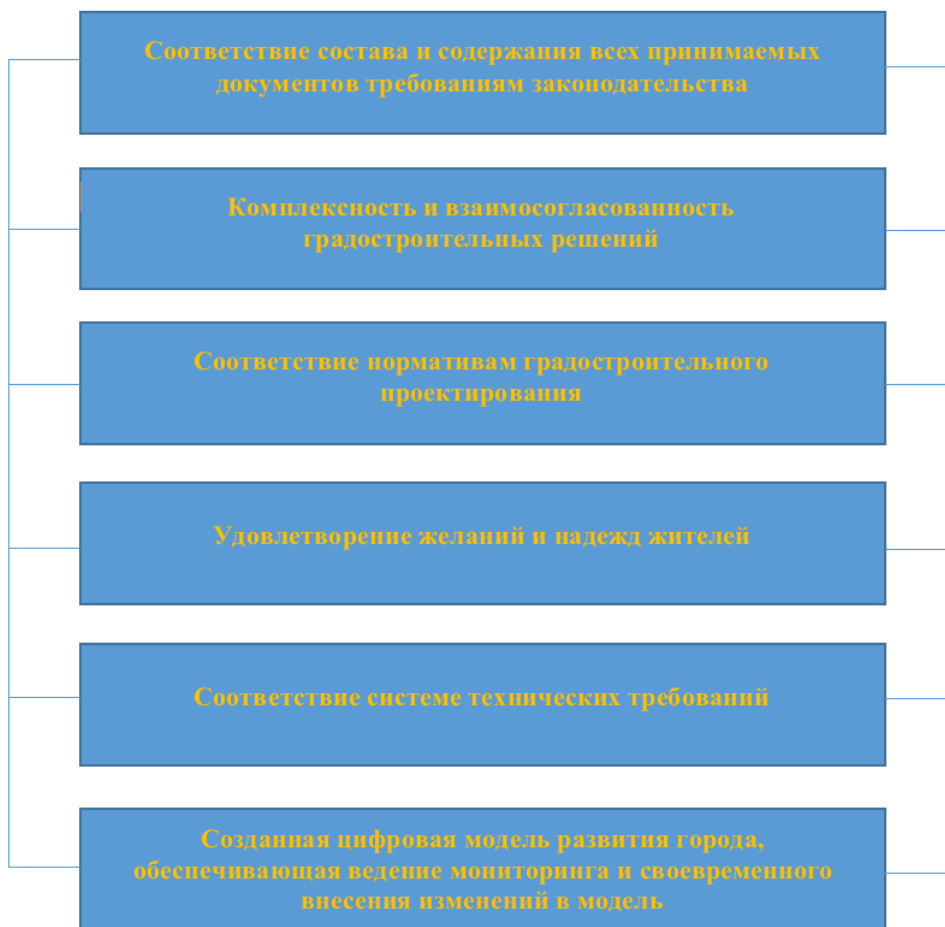 Соответствие состава и содержания всех принимаемых
документов требованиям законодательства
Комплексность и взаимосогласованность
градостроительных решений
Соответствие нормативам градостроительного
проектирования
Удовлетворение желаний и надежд жителей
Соответствие системе технических требований
Созданная цифровая модель развития города,
обеспечивающая ведение мониторинга и своевременного
внесения изменений в модель